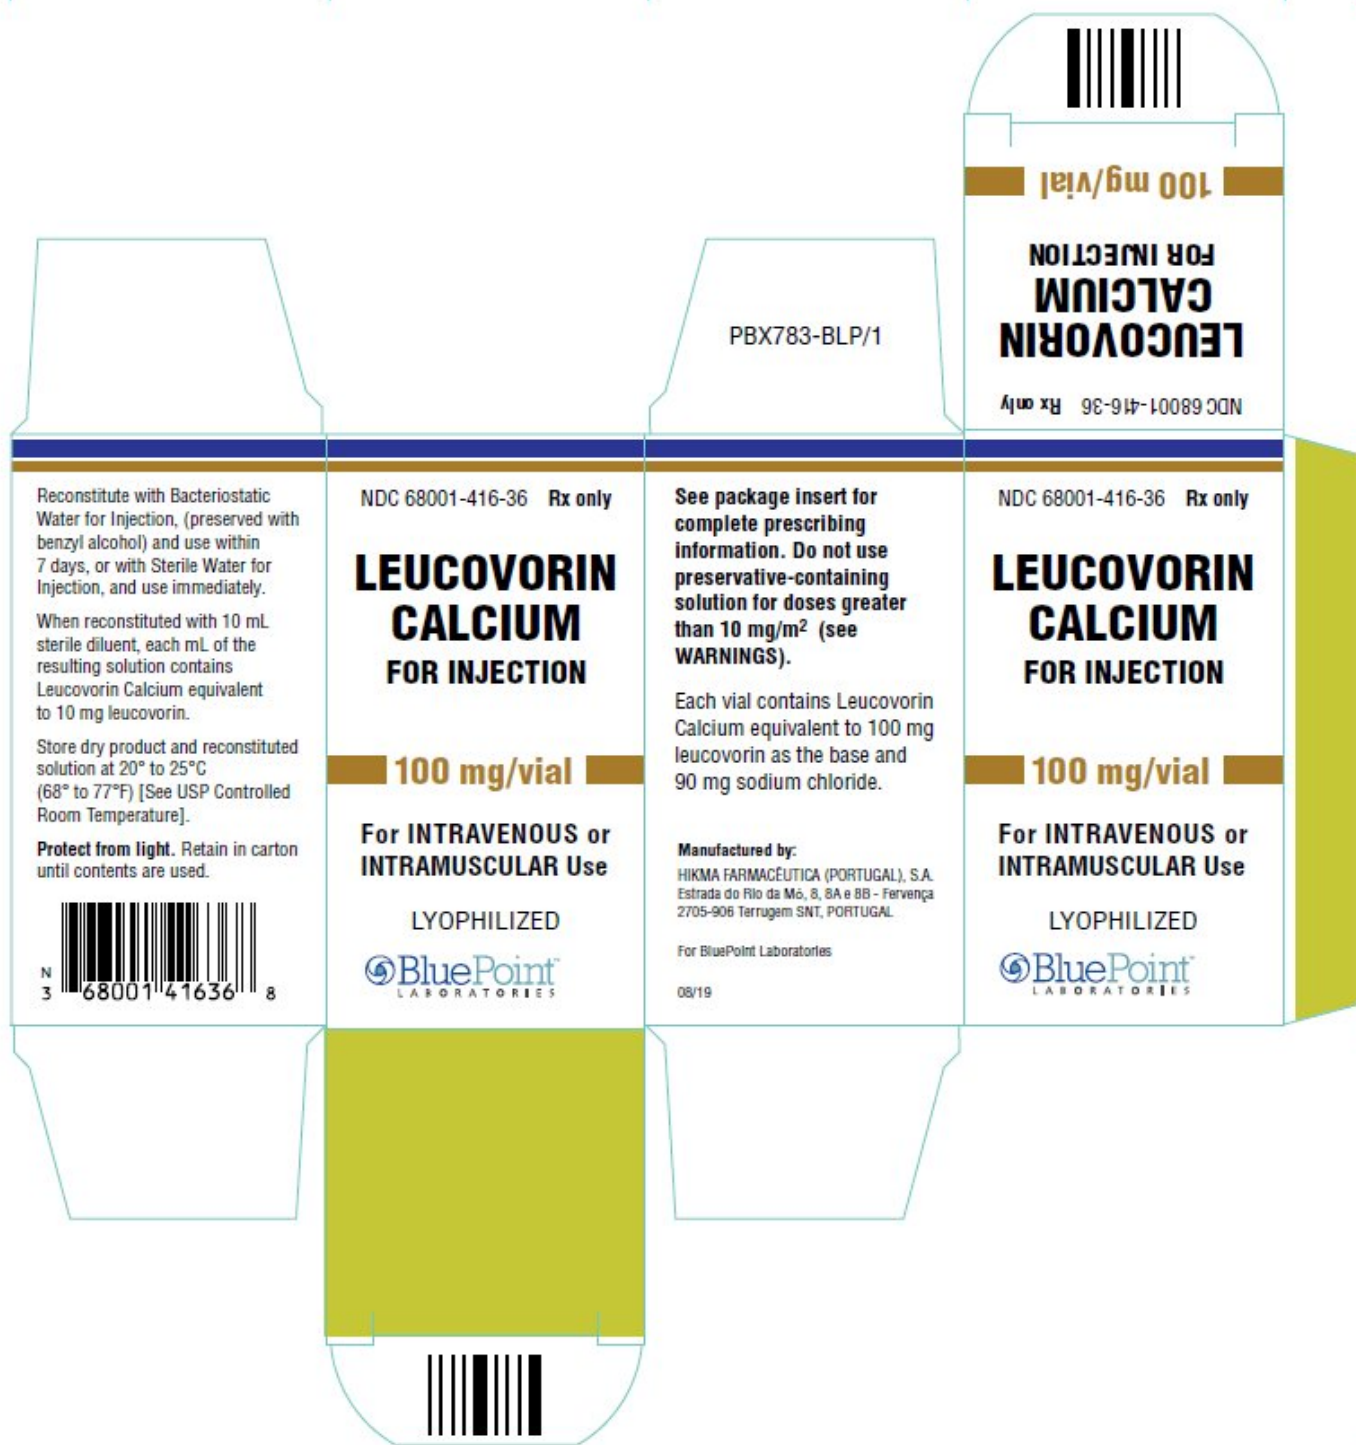 100 mg/vial
FOR INJECTION
CALCIUM
LEUCOVORIN
NDC 68001-416-36 Rx only
PBX783-BLP/1
Reconstitute with Bacteriostatic
Water for Injection, (preserved with
benzyl alcohol) and use within
7 days, or with Sterile Water for
Injection, and use immediately.
When reconstituted with 10 mL
sterile diluent, each mL of the
resulting solution contains
Leucovorin Calcium equivalent
to 10 mg leucovorin.
Store dry product and reconstituted
solution at 20° to 25°C
(68° to 77°F) [See USP Controlled
Room Temperature].
Protect from light. Retain in carton
until contents are used.
N
3 68001 41636 8
NDC 68001-416-36 Rx only
LEUCOVORIN
CALCIUM
FOR INJECTION
100 mg/vial
For INTRAVENOUS or
INTRAMUSCULAR Use
LYOPHILIZED
BluePoint™
LABORATORIES
See package insert for
complete prescribing
information. Do not use
preservative-containing
solution for doses greater
than 10 mg/m² (see
WARNINGS).
Each vial contains Leucovorin
Calcium equivalent to 100 mg
leucovorin as the base and
90 mg sodium chloride.
Manufactured by:
HIKMA FARMACÊUTICA (PORTUGAL), S.A.
Estrada do Rio da Mó, 8, 8A e 8B - Fervença
2705-906 Terrugem SNT, PORTUGAL
For BluePoint Laboratories
08/19
NDC 68001-416-36 Rx only
LEUCOVORIN
CALCIUM
FOR INJECTION
100 mg/vial
For INTRAVENOUS or
INTRAMUSCULAR Use
LYOPHILIZED
BluePoint™
LABORATORIES